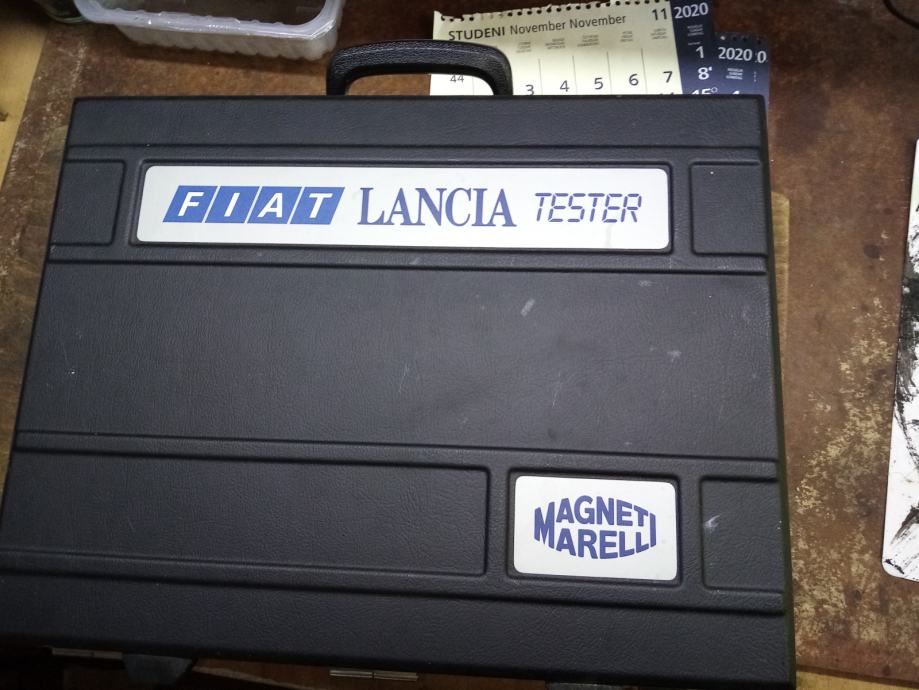 STUDENI November November 11 2020
44 3 4 5 6 7 1 2020
8
FIAT LANCIA TESTER
MAGNETI
MARELLI